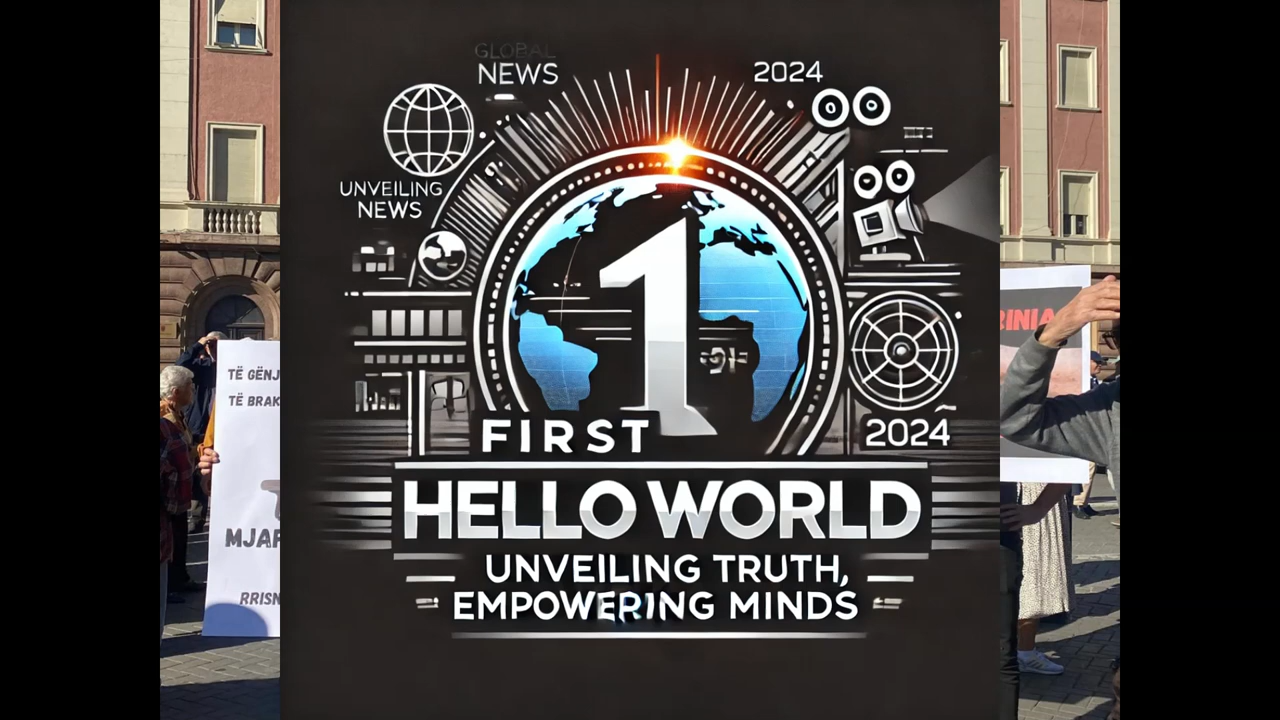 GLOBAL
NEWS
2024
UNVEILING
NEWS
1
FIRST
2024
HELLO WORLD
UNVEILING TRUTH,
EMPOWERING MINDS
TË GËNJ
TË BRAK
MJAF
RRISN
RINIA